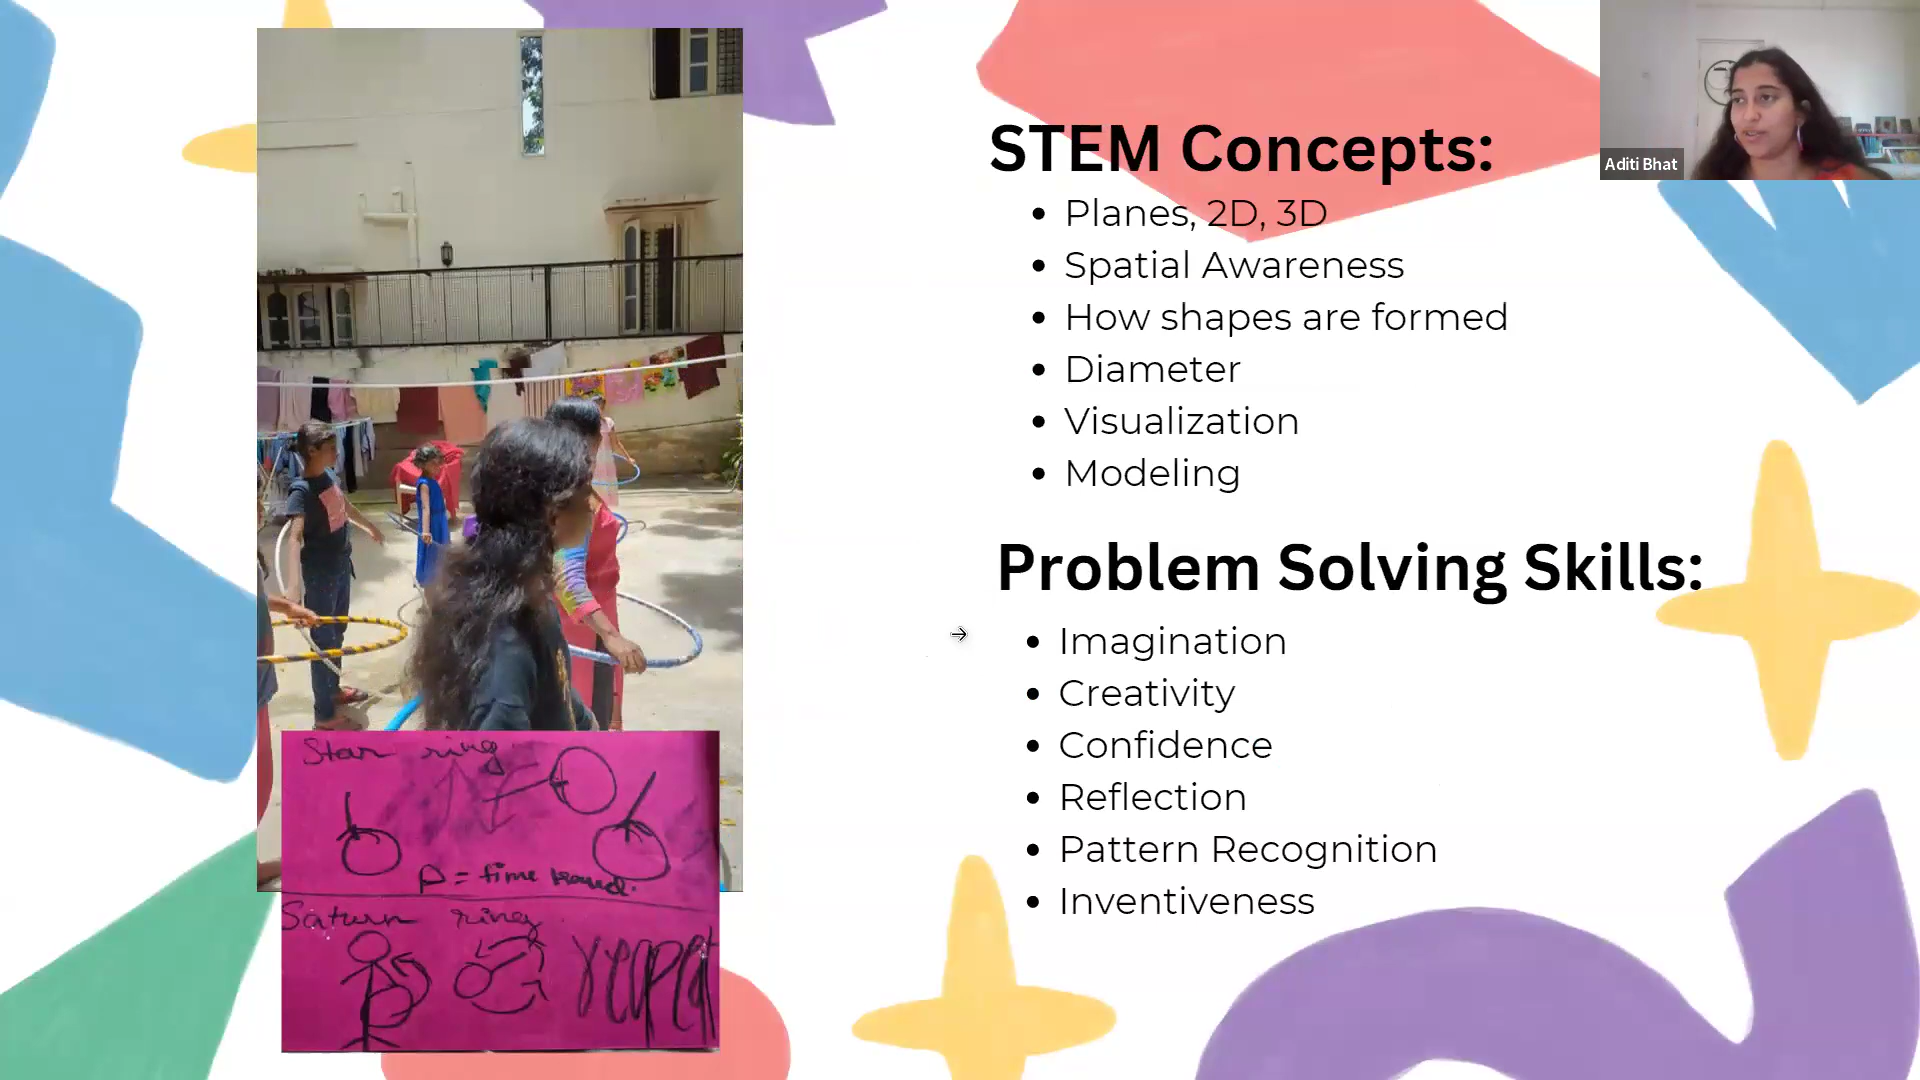 STEM Concepts:
• Planes, 2D, 3D
• Spatial Awareness
• How shapes are formed
• Diameter
• Visualization
• Modeling
Problem Solving Skills:
• Imagination
• Creativity
• Confidence
• Reflection
• Pattern Recognition
• Inventiveness
Aditi Bhat
Star ring
= time
Saturn ring
repeat